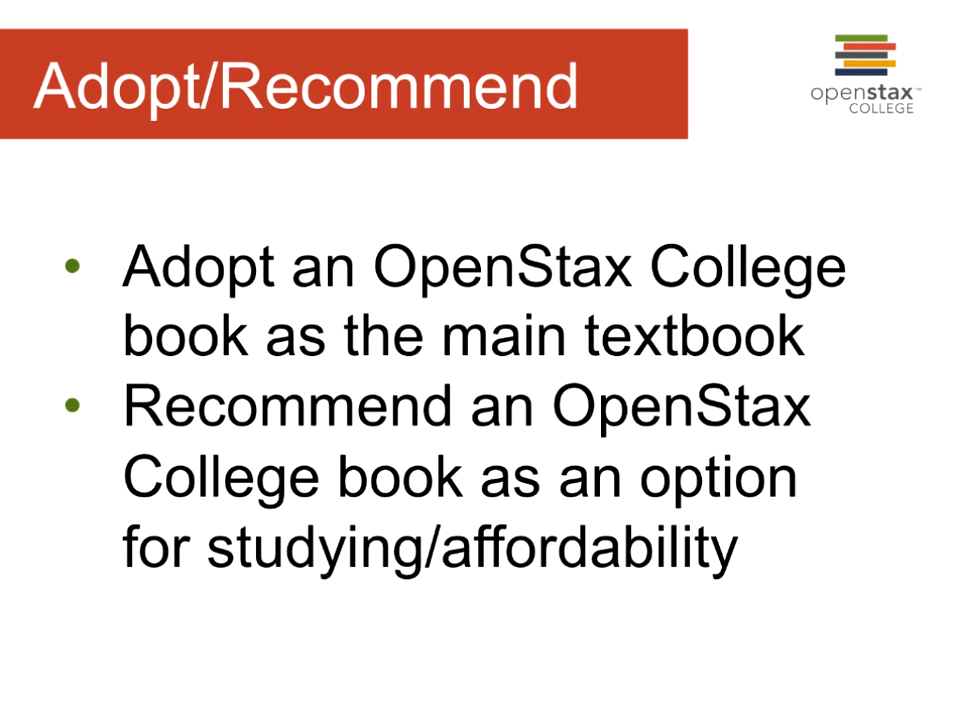 Adopt/Recommend
openstax™
COLLEGE
• Adopt an OpenStax College
book as the main textbook
• Recommend an OpenStax
College book as an option
for studying/affordability